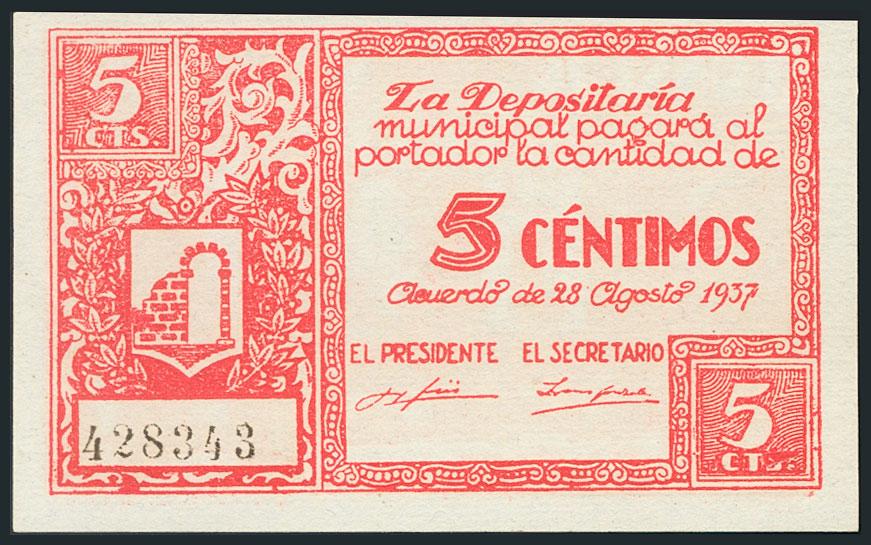 5
CTS.
La Depositaría
municipal pagará al
portador la cantidad de
5 CÉNTIMOS
Acuerdo de 28 Agosto 1937
EL PRESIDENTE EL SECRETARIO
428343
5
CTS.